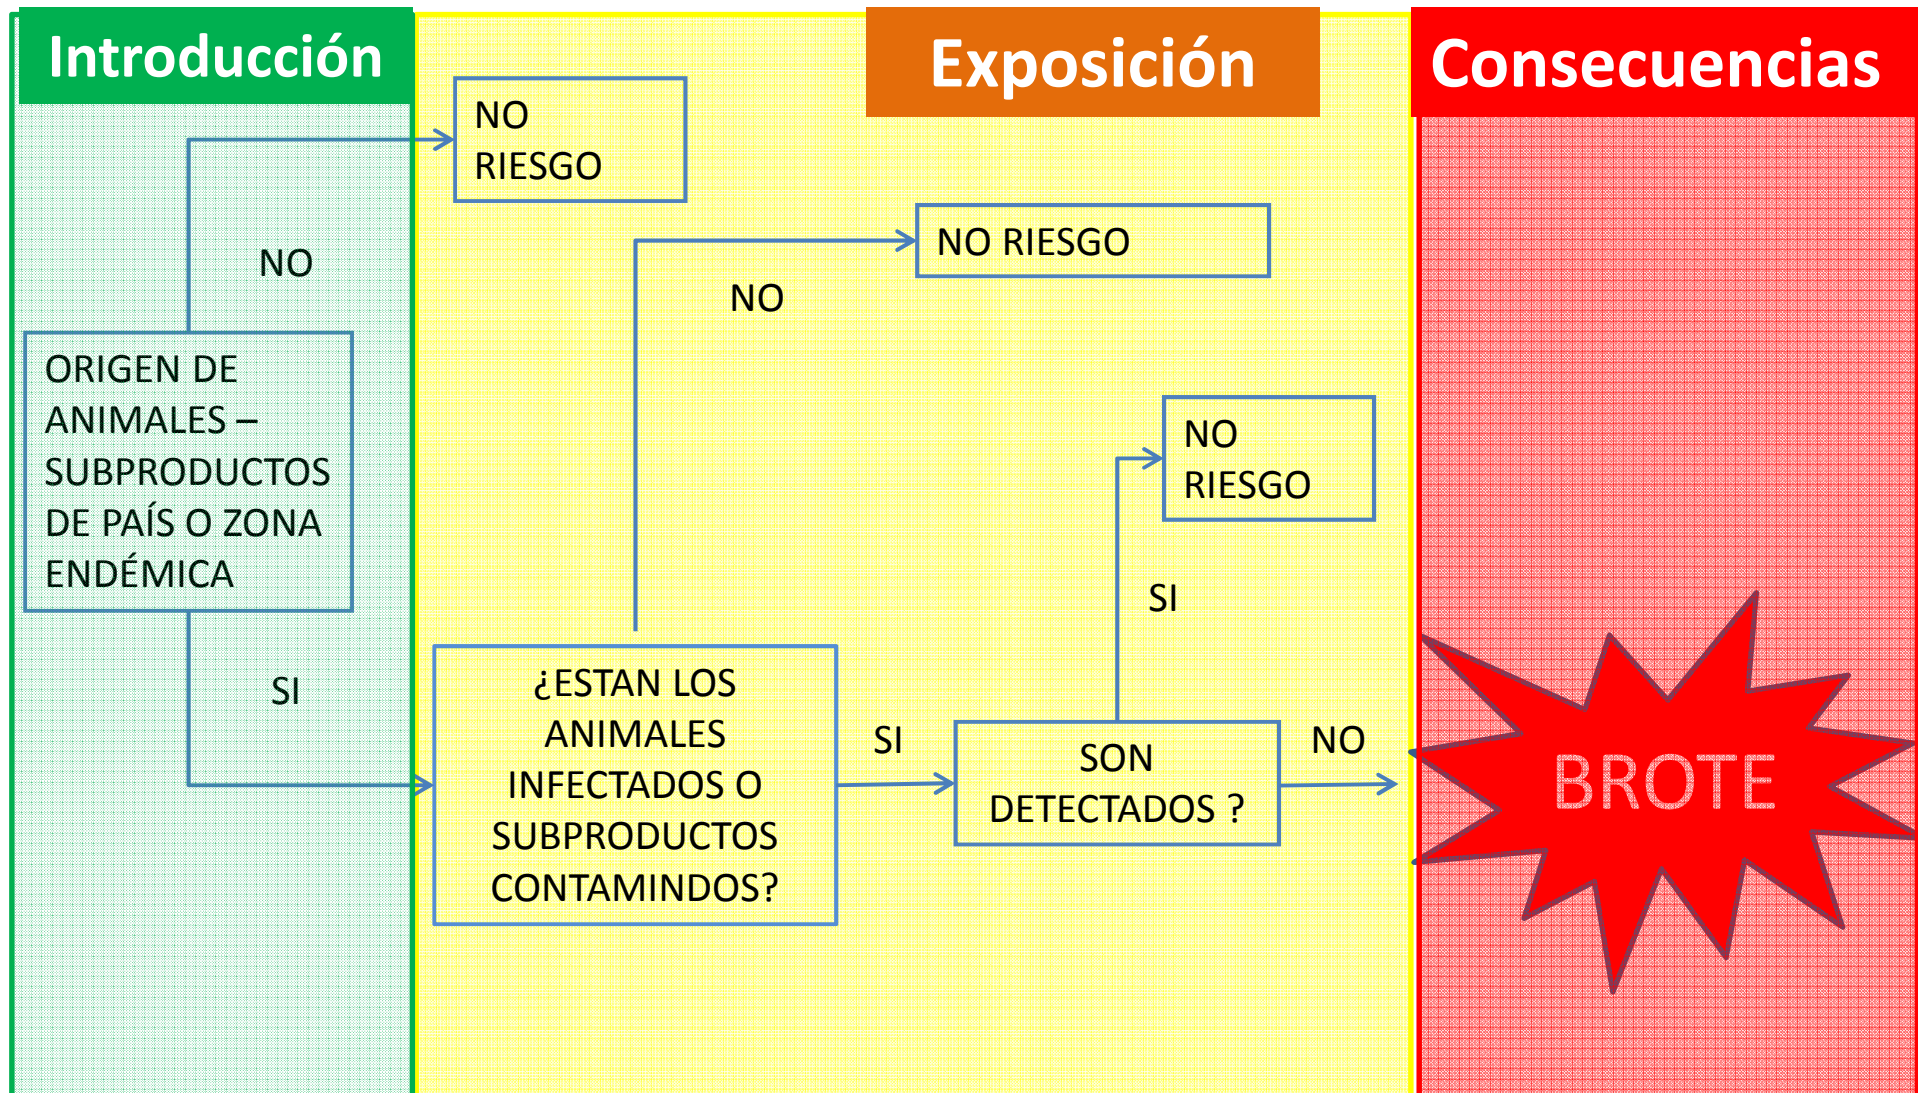 Introducción
Exposición
Consecuencias
NO
RIESGO
NO RIESGO
NO
NO
ORIGEN DE
ANIMALES –
SUBPRODUCTOS
DE PAÍS O ZONA
ENDÉMICA
NO
RIESGO
SI
SI
¿ESTAN LOS
ANIMALES
INFECTADOS O
SUBPRODUCTOS
CONTAMINDOS?
SI
SON
DETECTADOS ?
NO
BROTE